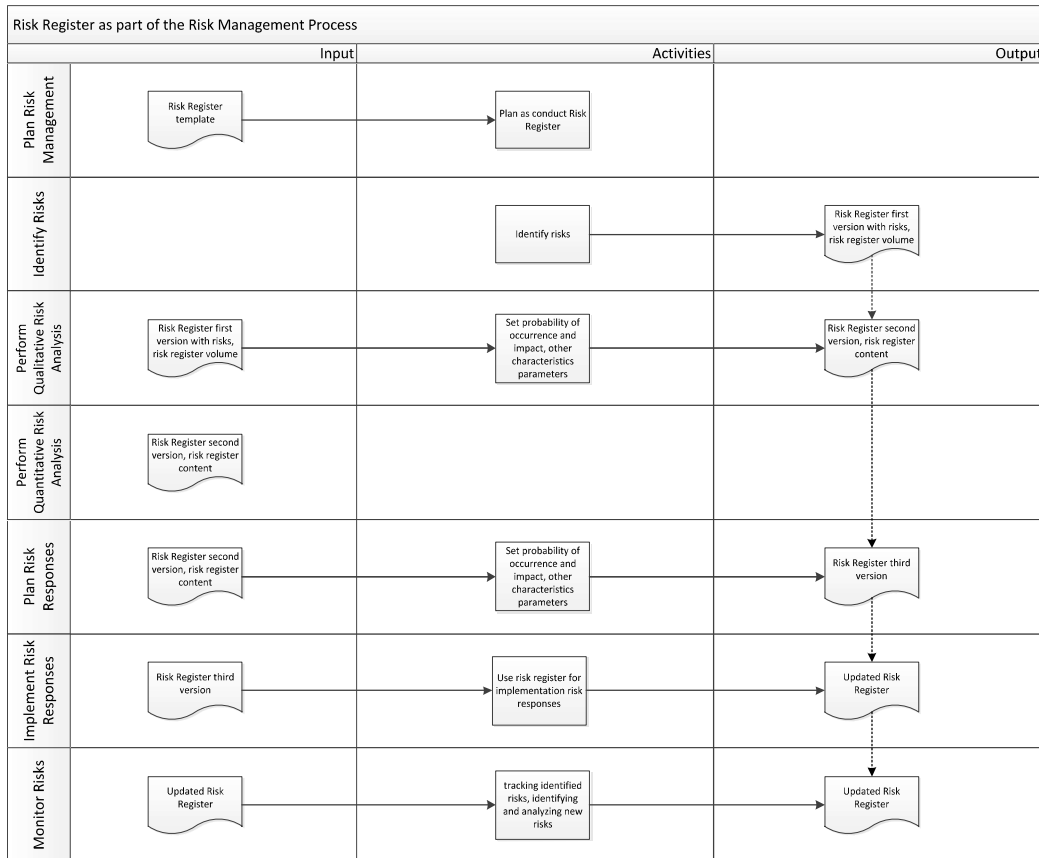 Risk Register as part of the Risk Management Process
Input
Activities
Output
Plan Risk
Management
Risk Register
template
Plan as conduct Risk
Register
Identify Risks
Identify risks
Risk Register first
version with risks,
risk register volume
Perform
Qualitative Risk
Analysis
Risk Register first
version with risks,
risk register volume
Set probability of
occurrence and
impact, other
characteristics
parameters
Risk Register second
version, risk register
content
Perform
Quantitative Risk
Analysis
Risk Register second
version, risk register
content
Plan Risk
Responses
Risk Register second
version, risk register
content
Set probability of
occurrence and
impact, other
characteristics
parameters
Risk Register third
version
Implement Risk
Responses
Risk Register third
version
Use risk register for
implementation risk
responses
Updated Risk
Register
Monitor Risks
Updated Risk
Register
tracking identified
risks, identifying
and analyzing new
risks
Updated Risk
Register